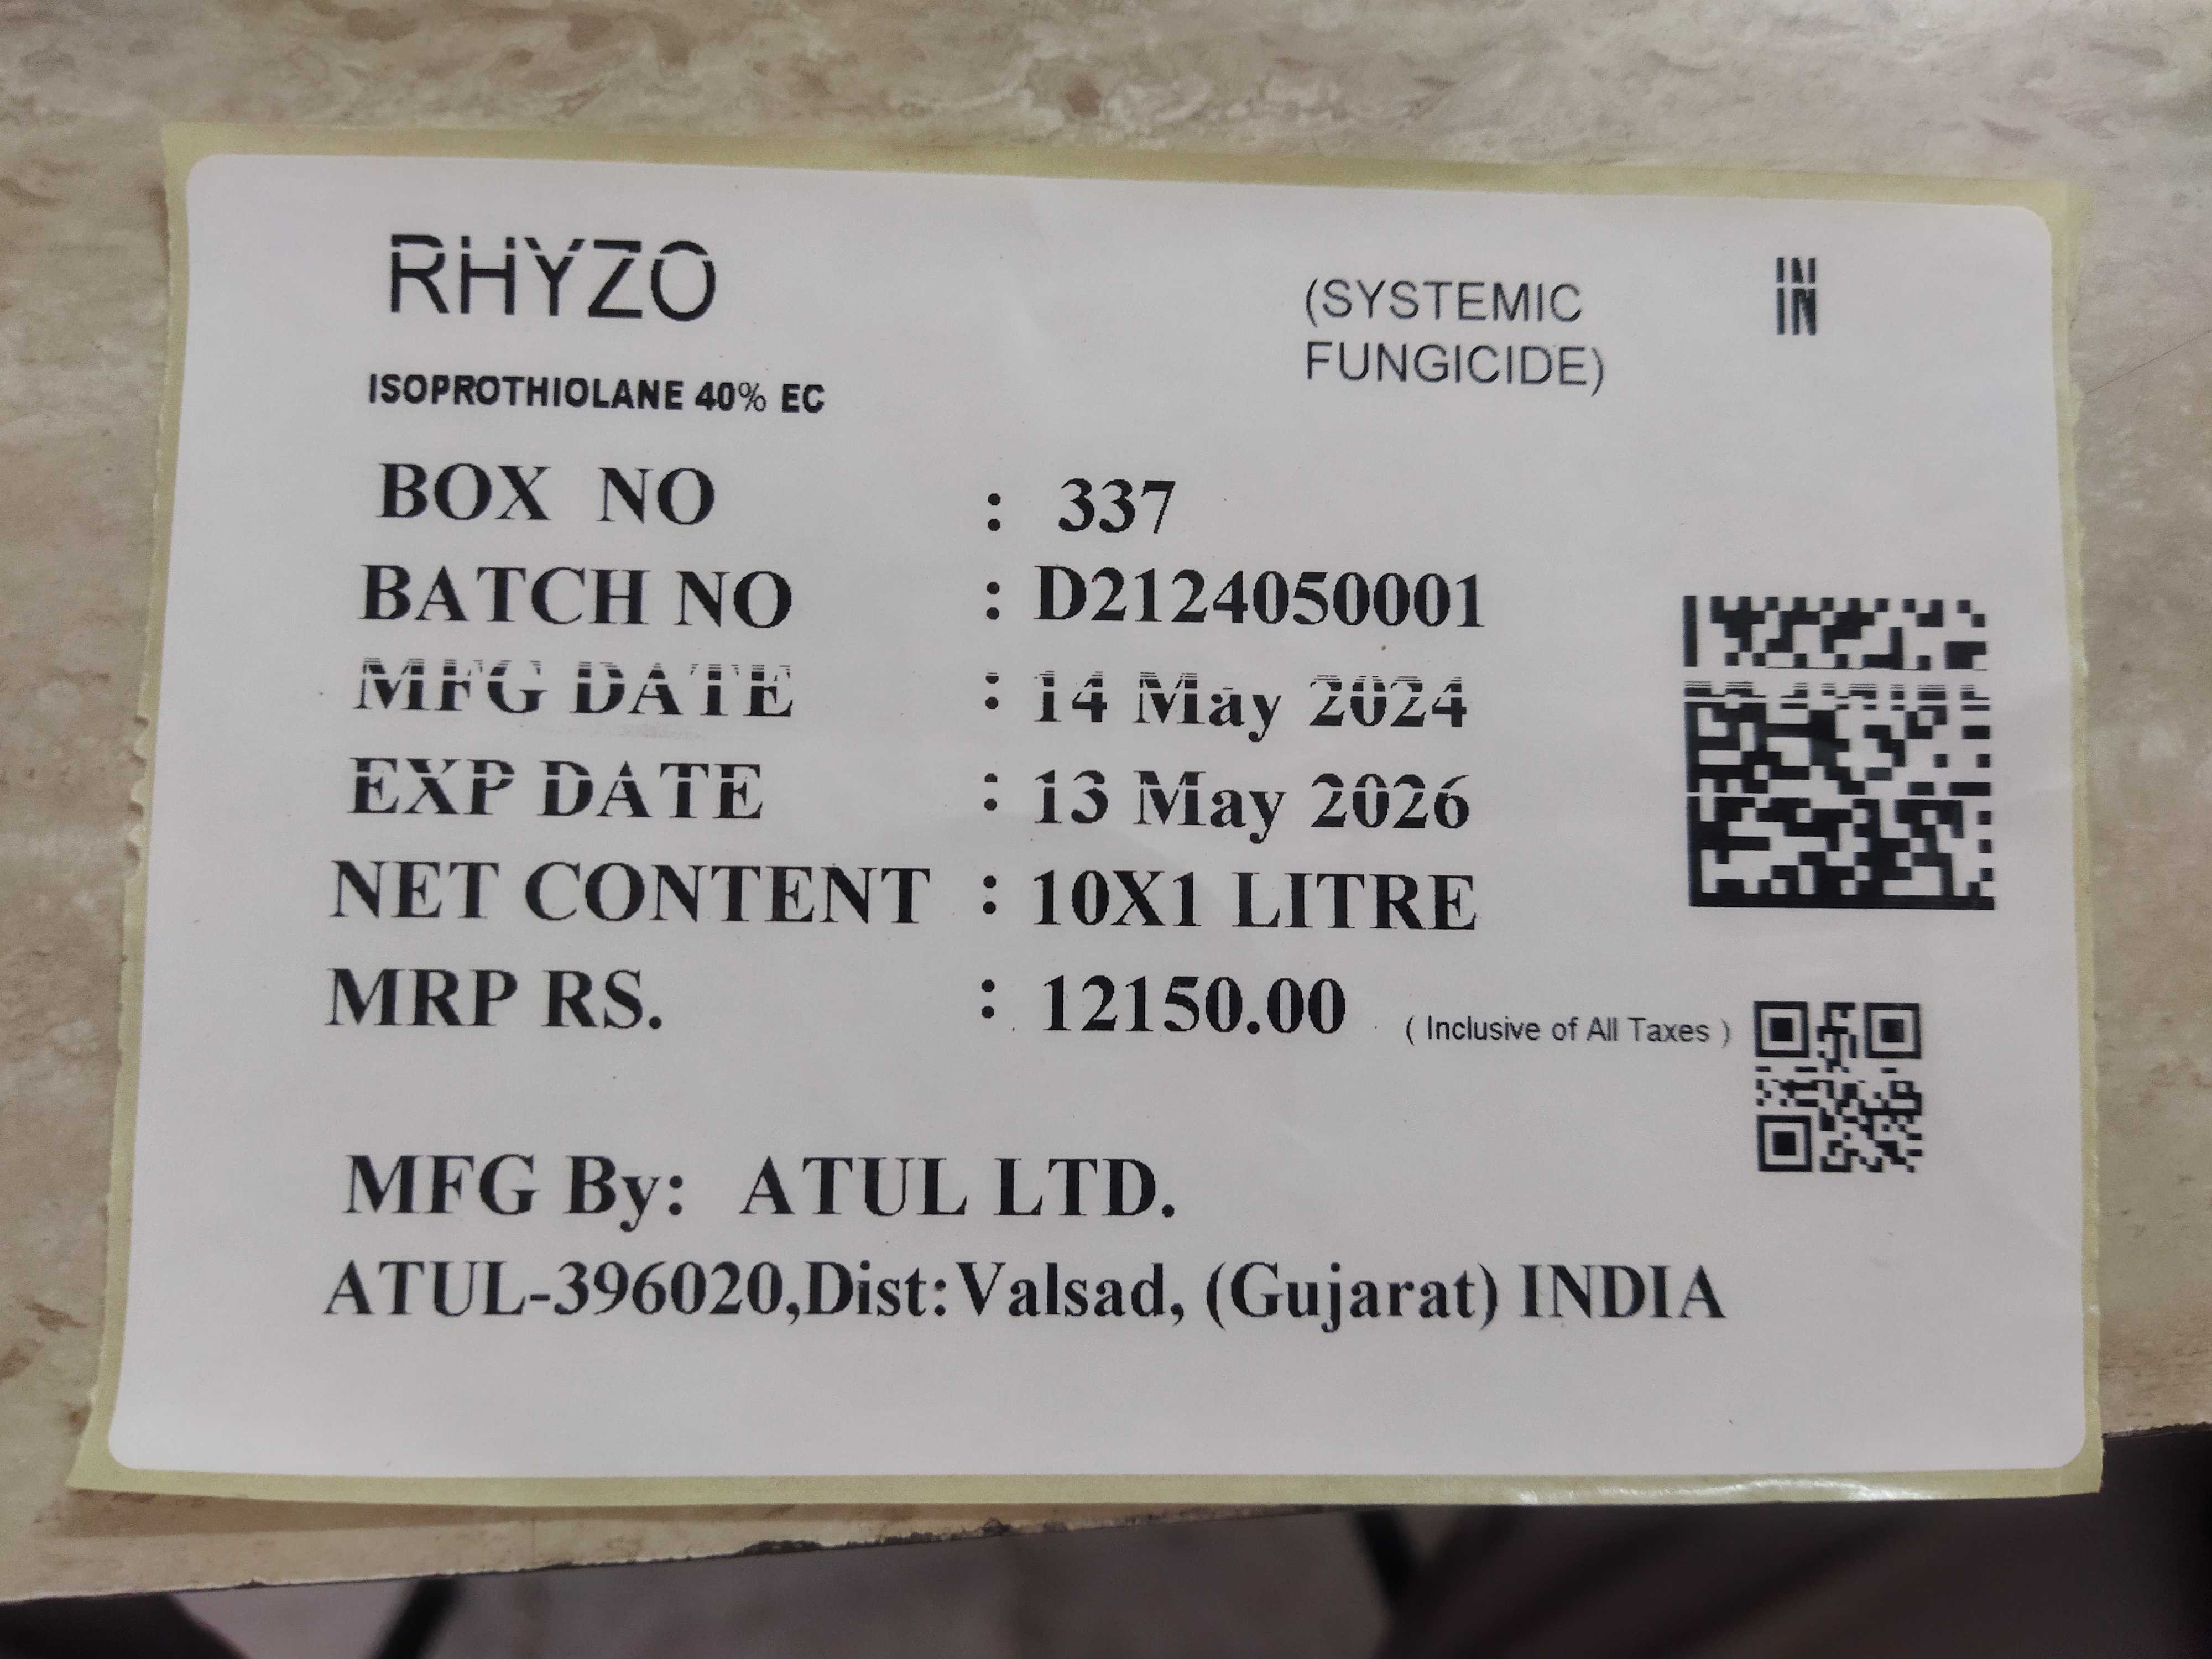 RHYZO
(SYSTEMIC
FUNGICIDE)
IN
ISOPROTHIOLANE 40% EC
BOX NO : 337
BATCH NO : D2124050001
MFG DATE : 14 May 2024
EXP DATE : 13 May 2026
NET CONTENT : 10X1 LITRE
MRP RS. : 12150.00 ( Inclusive of All Taxes )
MFG By: ATUL LTD.
ATUL-396020,Dist:Valsad, (Gujarat) INDIA